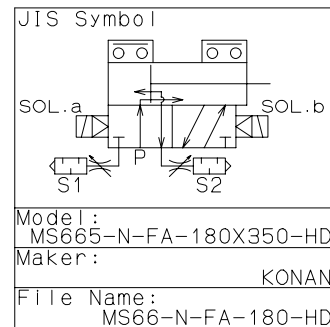 JIS Symbol
SOL.a
SOL.b
P
S1
S2
Model:
MS665-N-FA-180X350-HD
Maker:
KONAN
File Name:
MS66-N-FA-180-HD